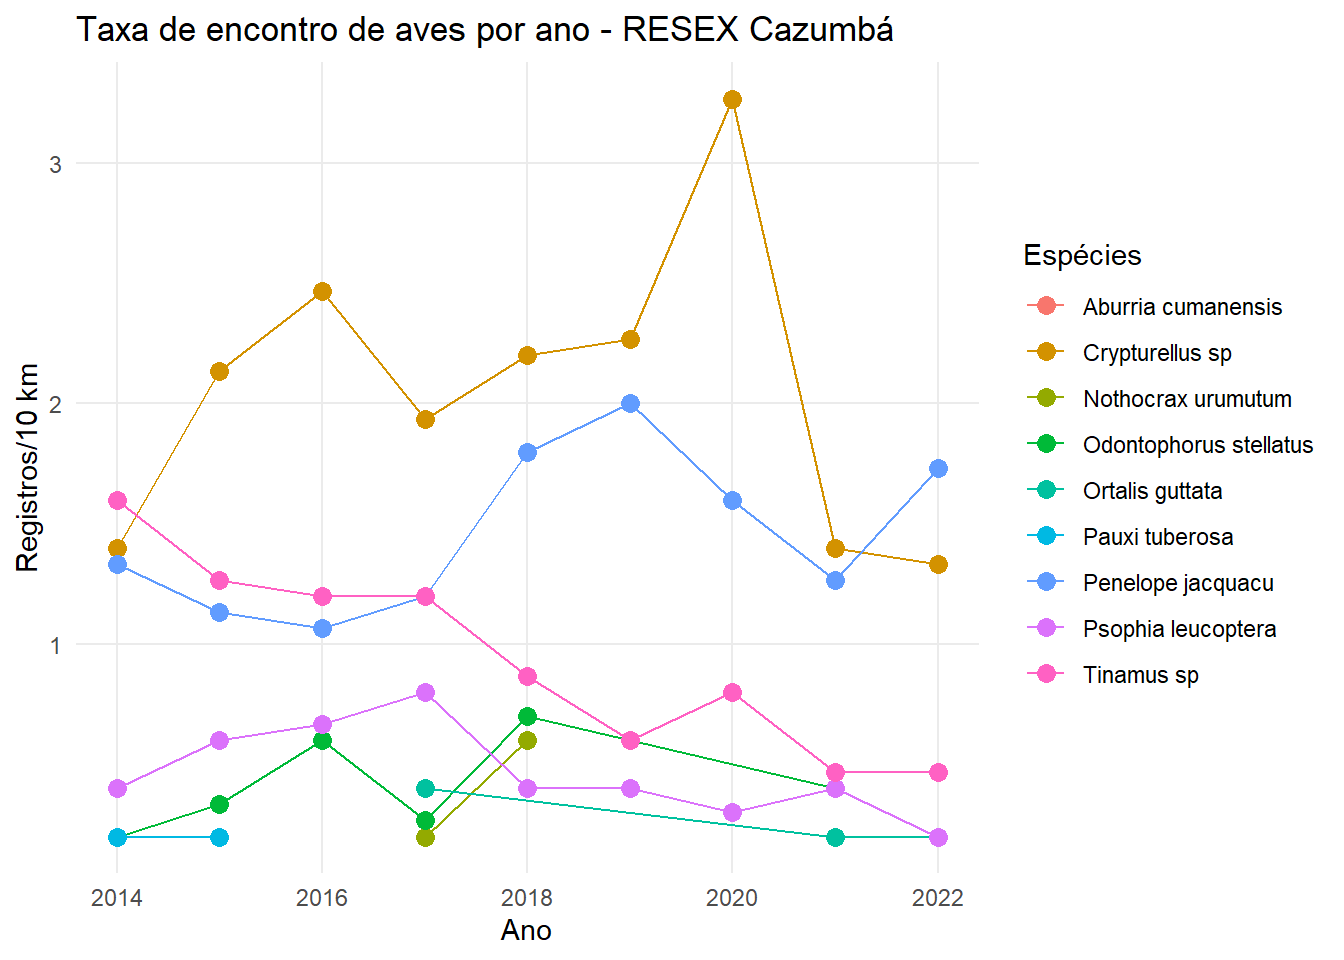 Taxa de encontro de aves por ano - RESEX Cazumbá
Registros/10 km
3
2
1
2014
2016
2018
2020
2022
Ano
Espécies
Aburria cumanensis
Crypturellus sp
Nothocrax urumutum
Odontophorus stellatus
Ortalis guttata
Pauxi tuberosa
Penelope jacquacu
Psophia leucoptera
Tinamus sp